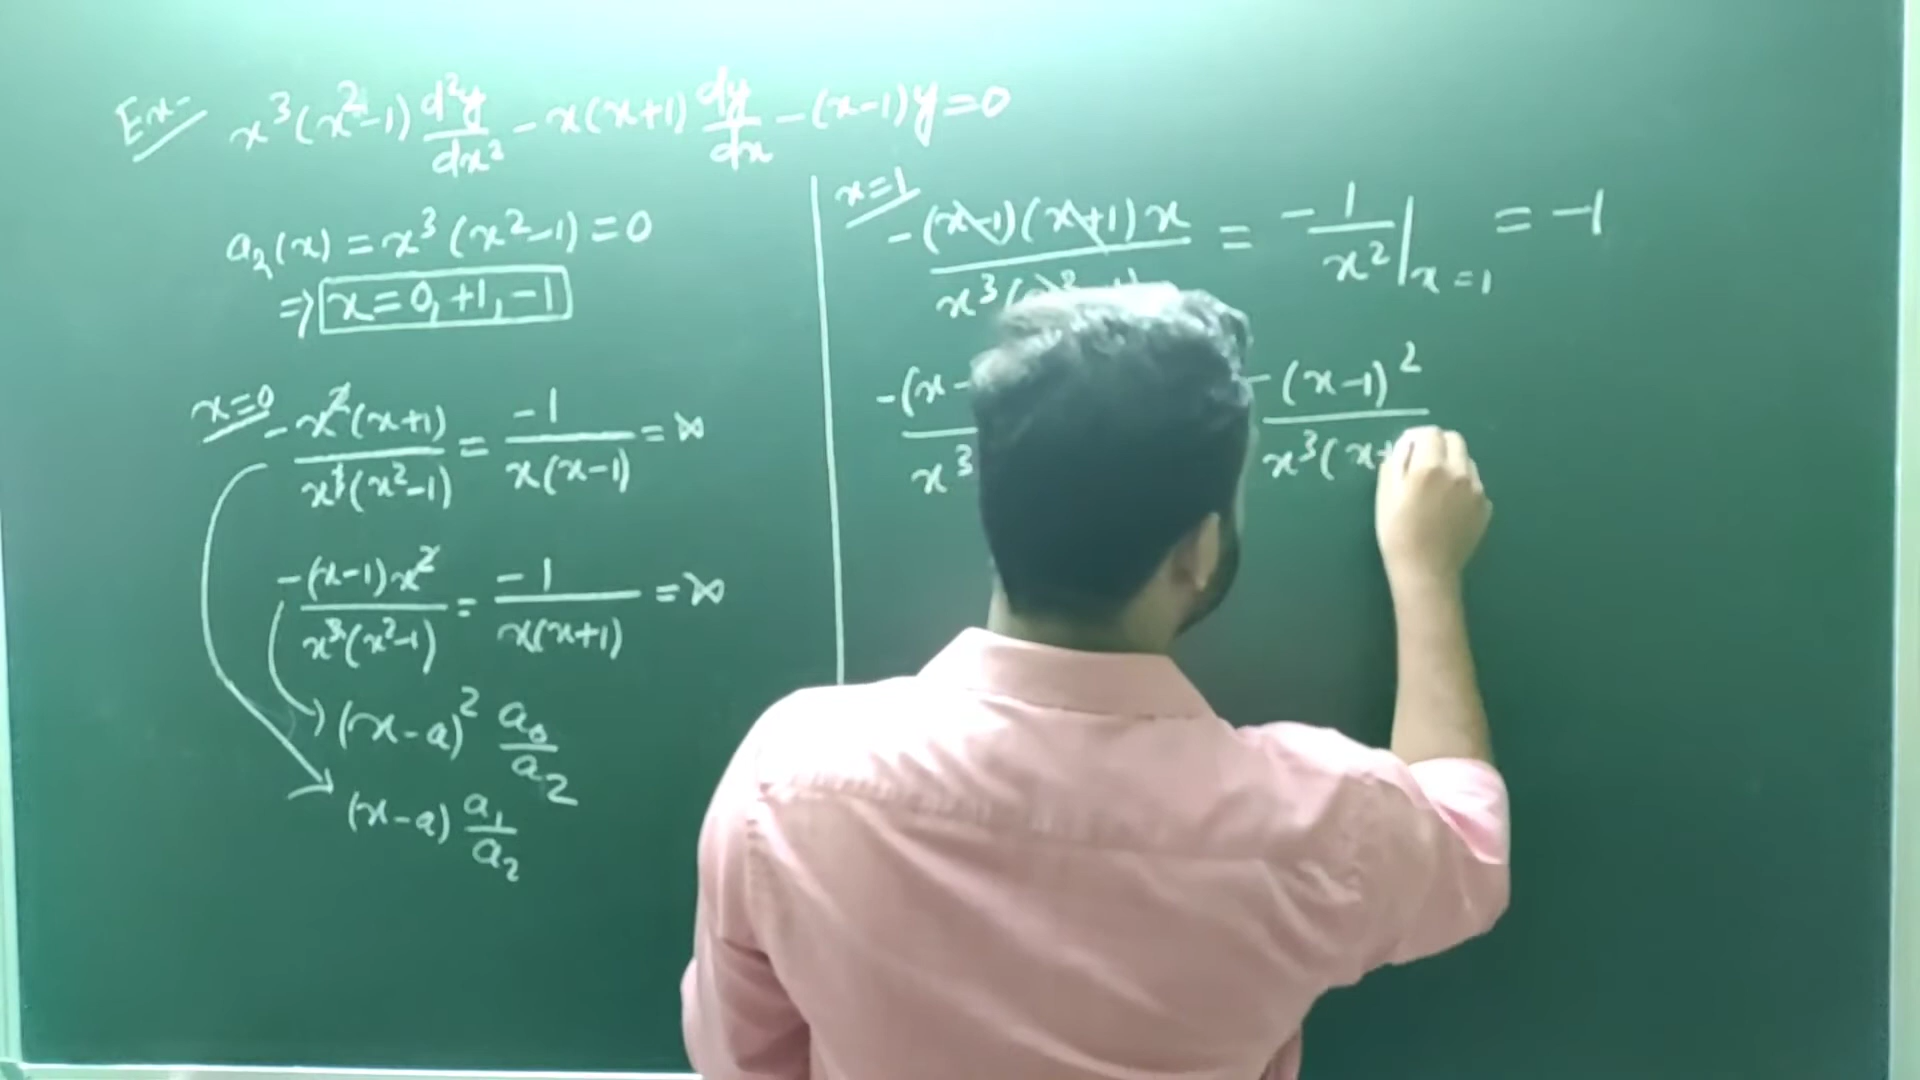 Ex- x³(x²-1) d²y/dx² - x(x+1) dy/dx - (x-1)y = 0
a₂(x) = x³(x²-1) = 0
⇒ x = 0, +1, -1
x=0
- x²(x+1) / x³(x²-1) = -1 / x(x-1) = ∞
-(x-1)x² / x³(x²-1) = -1 / x(x+1) = ∞
(x-a)² a₀/a₂
(x-a) a₁/a₂
x=1
- (x-1)(x+1)x / x³( = -1/x² |x=1 = -1
-(x- / x³ - (x-1)² / x³(x+